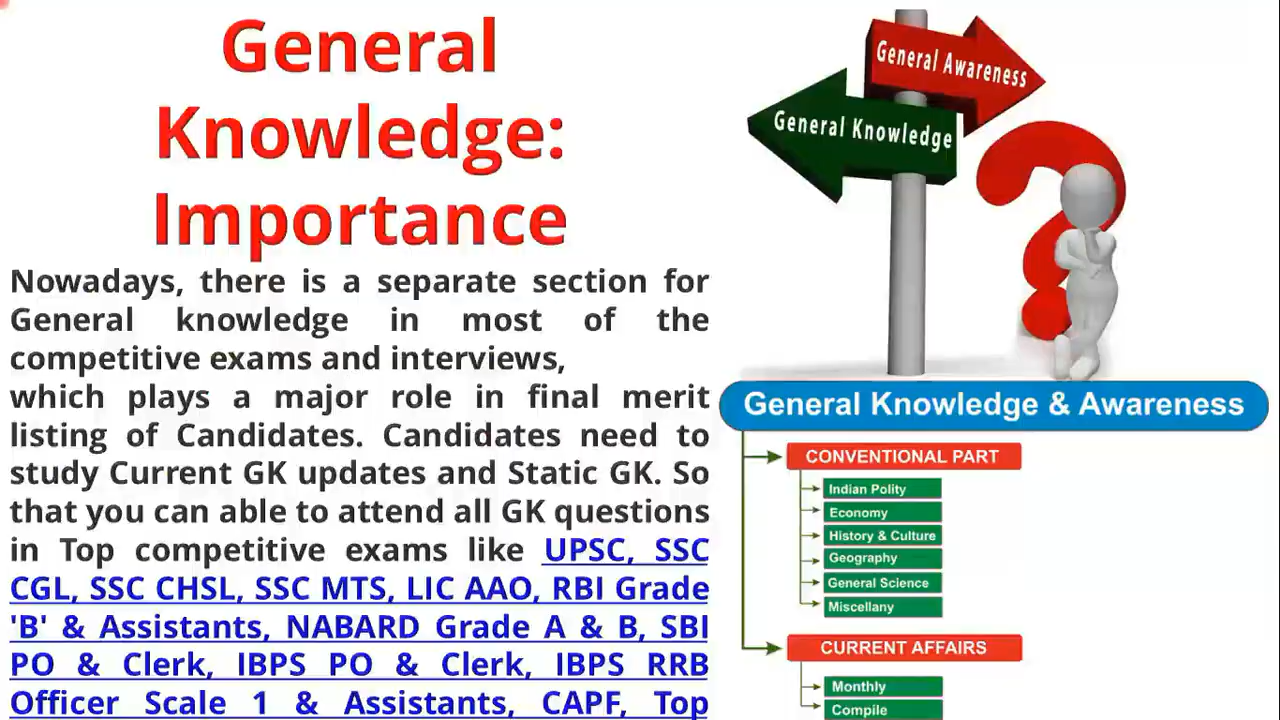 General
Knowledge:
Importance
Nowadays, there is a separate section for
General knowledge in most of the
competitive exams and interviews,
which plays a major role in final merit
listing of Candidates. Candidates need to
study Current GK updates and Static GK. So
that you can able to attend all GK questions
in Top competitive exams like UPSC, SSC
CGL, SSC CHSL, SSC MTS, LIC AAO, RBI Grade
'B' & Assistants, NABARD Grade A & B, SBI
PO & Clerk, IBPS PO & Clerk, IBPS RRB
Officer Scale 1 & Assistants, CAPF, Top
General Awareness
General Knowledge
General Knowledge & Awareness
CONVENTIONAL PART
Indian Polity
Economy
History & Culture
Geography
General Science
Miscellany
CURRENT AFFAIRS
Monthly
Compile